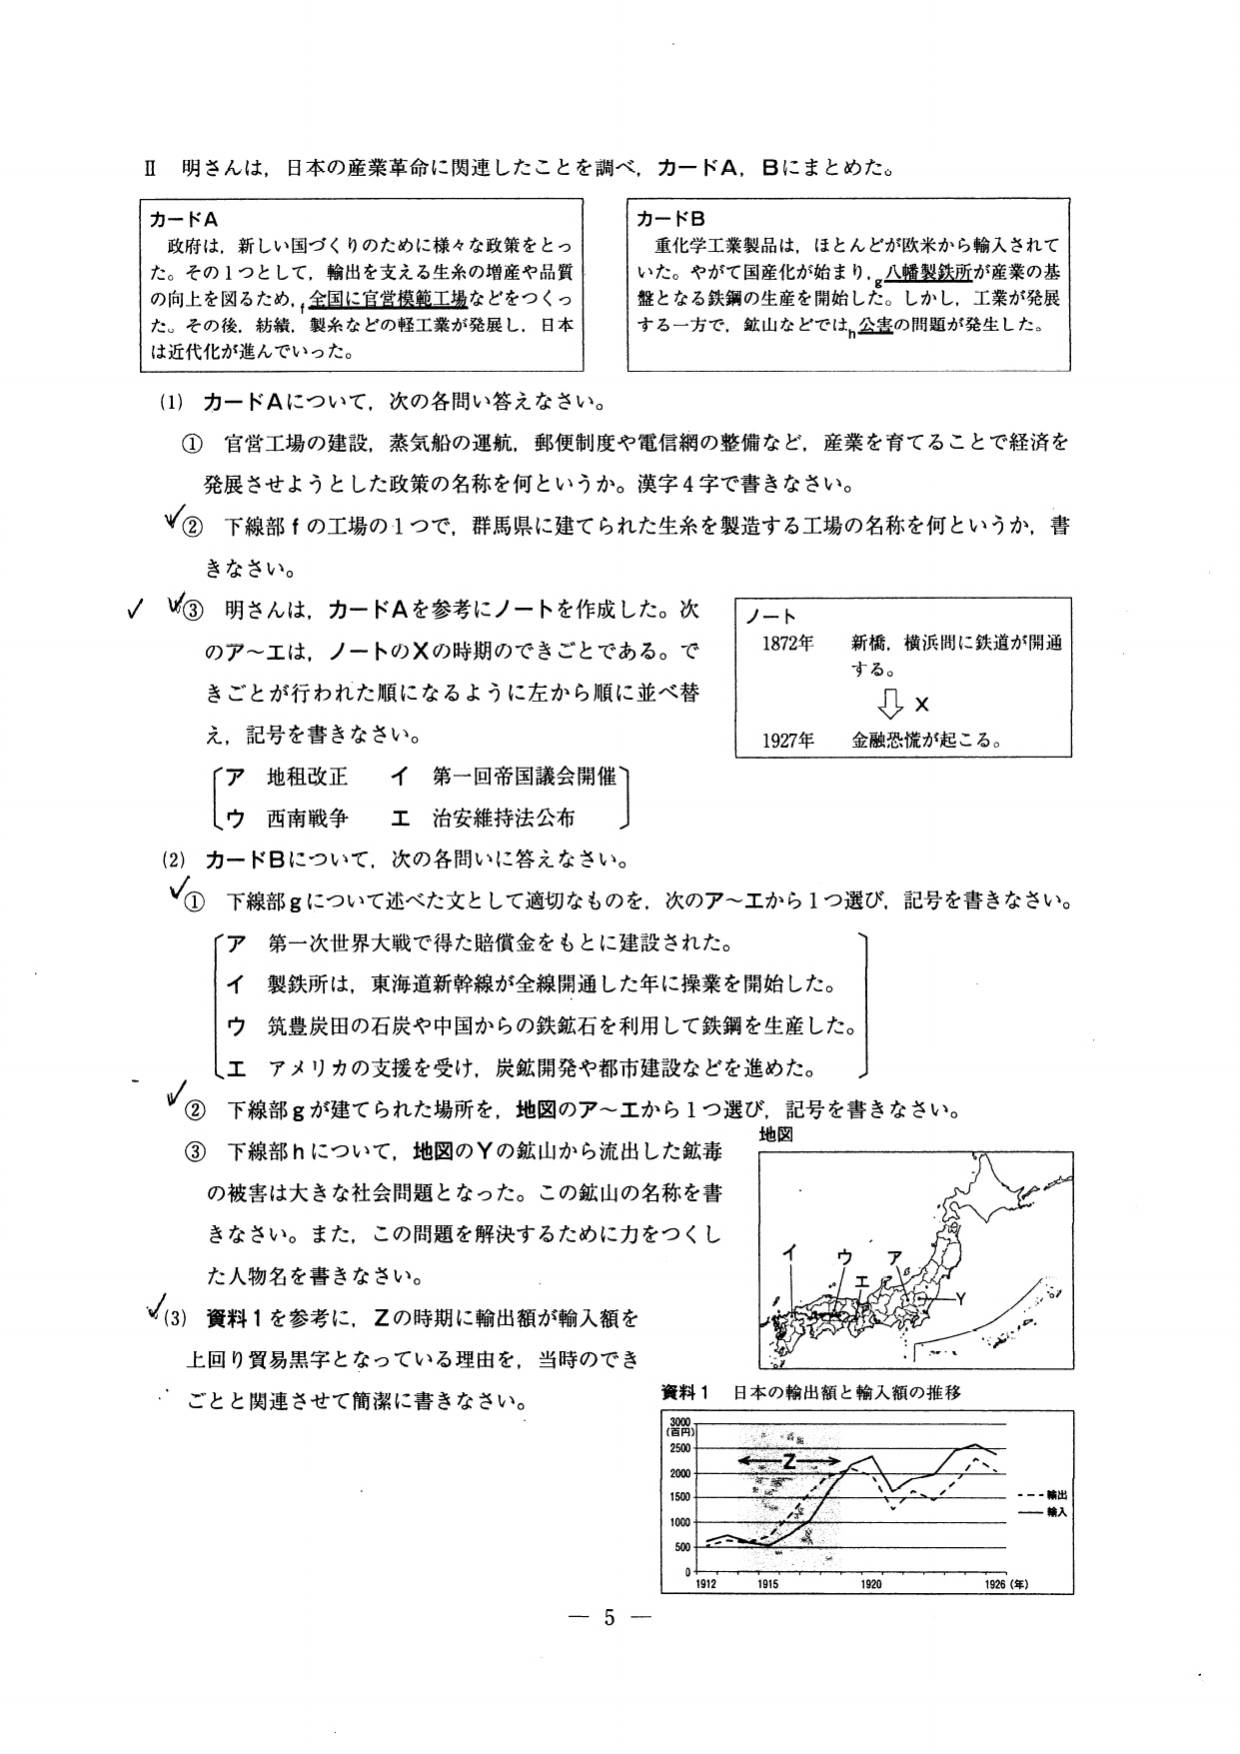 Ⅱ　明さんは，日本の産業革命に関連したことを調べ，カードA，Bにまとめた。
カードA
政府は，新しい国づくりのために様々な政策をとっ
た。その1つとして，輸出を支える生糸の増産や品質
の向上を図るため，f全国に官営模範工場などをつくっ
た。その後，紡績，製糸などの軽工業が発展し，日本
は近代化が進んでいった。
カードB
重化学工業製品は，ほとんどが欧米から輸入されて
いた。やがて国産化が始まり，g八幡製鉄所が産業の基
盤となる鉄鋼の生産を開始した。しかし，工業が発展
する一方で，鉱山などではh公害の問題が発生した。
(1)　カードAについて，次の各問い答えなさい。
①　官営工場の建設，蒸気船の運航，郵便制度や電信網の整備など，産業を育てることで経済を
発展させようとした政策の名称を何というか。漢字4字で書きなさい。
②　下線部fの工場の1つで，群馬県に建てられた生糸を製造する工場の名称を何というか，書
きなさい。
③　明さんは，カードAを参考にノートを作成した。次
のア～エは，ノートのXの時期のできごとである。で
きごとが行われた順になるように左から順に並べ替
え，記号を書きなさい。
ノート
1872年　新橋，横浜間に鉄道が開通
する。
X
1927年　金融恐慌が起こる。
ア　地租改正　イ　第一回帝国議会開催
ウ　西南戦争　エ　治安維持法公布
(2)　カードBについて，次の各問いに答えなさい。
①　下線部gについて述べた文として適切なものを，次のア～エから1つ選び，記号を書きなさい。
ア　第一次世界大戦で得た賠償金をもとに建設された。
イ　製鉄所は，東海道新幹線が全線開通した年に操業を開始した。
ウ　筑豊炭田の石炭や中国からの鉄鉱石を利用して鉄鋼を生産した。
エ　アメリカの支援を受け，炭鉱開発や都市建設などを進めた。
②　下線部gが建てられた場所を，地図のア～エから1つ選び，記号を書きなさい。
③　下線部hについて，地図のYの鉱山から流出した鉱毒
の被害は大きな社会問題となった。この鉱山の名称を書
きなさい。また，この問題を解決するために力をつくし
た人物名を書きなさい。
地図
イ　ウ　ア
エ
Y
(3)　資料1を参考に，Zの時期に輸出額が輸入額を
上回り貿易黒字となっている理由を，当時のでき
ごとと関連させて簡潔に書きなさい。
資料1　日本の輸出額と輸入額の推移
3000
(百円)
2500
Z
2000
1500
輸出
1000
輸入
500
0
1912　1915　1920　1926（年）
― 5 ―